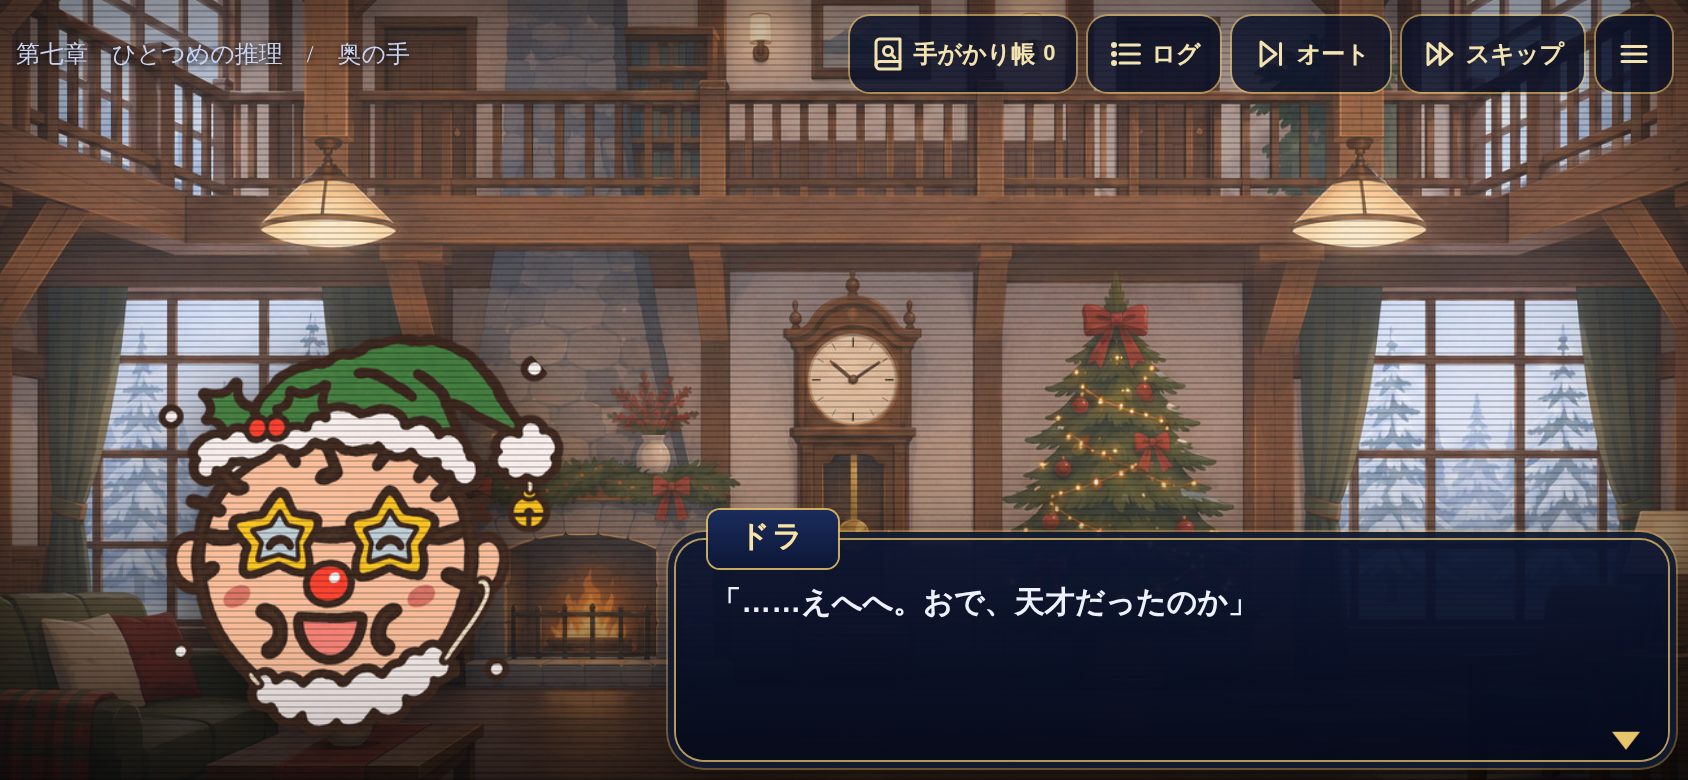 第七章 ひとつめの推理 / 奥の手
手がかり帳 0
ログ
オート
スキップ
ドラ
「……えへへ。おで、天才だったのか」